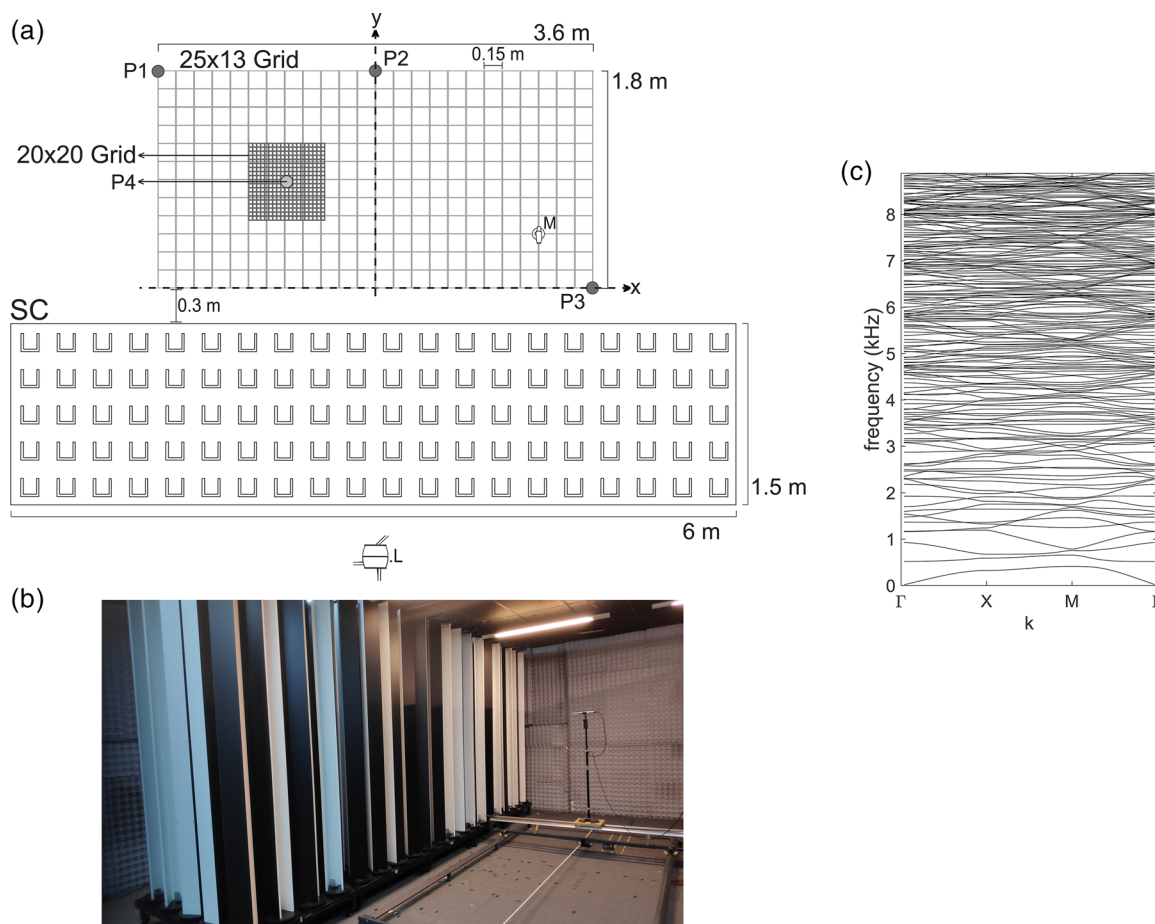 (a)
y
3.6 m
25x13 Grid
0.15 m
P1
P2
1.8 m
20x20 Grid
P4
M
x
0.3 m
P3
SC
1.5 m
6 m
.L
(b)
(c)
frequency (kHz)
8
7
6
5
4
3
2
1
0
Γ
X
M
k